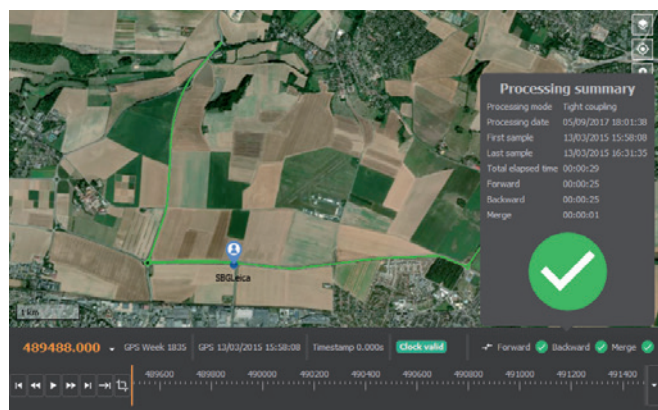 Processing summary
Processing mode Tight coupling
Processing date 05/09/2017 18:01:38
First sample 13/03/2015 15:58:08
Last sample 13/03/2015 16:31:35
Total elapsed time 00:00:29
Forward 00:00:25
Backward 00:00:25
Merge 00:00:01
SBGLeica
1 km
489488.000 GPS Week 1835 GPS 13/03/2015 15:58:08 Timestamp 0.000s Clock valid Forward Backward Merge
489600 489800 490000 490200 490400 490600 490800 491000 491200 491400